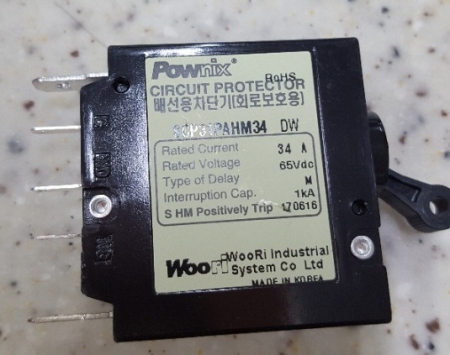 Pownix
RoHS
CIRCUIT PROTECTOR
배선용차단기(회로보호용)
DW
Rated Current 34 A
Rated Voltage 65Vdc
Type of Delay M
Interruption Cap. 1kA
S HM Positively Trip 170616
WooRi WooRi Industrial
System Co Ltd
MADE IN KOREA